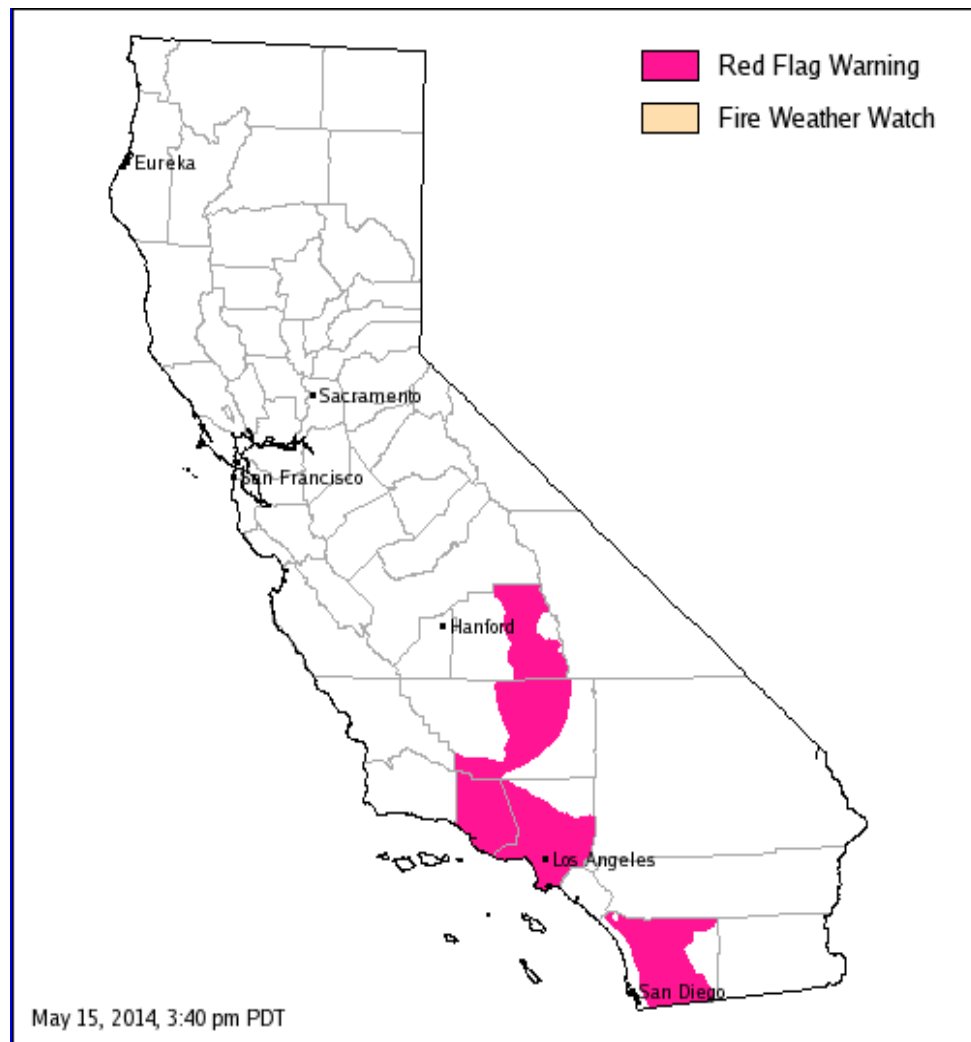 Red Flag Warning
Fire Weather Watch
Eureka
Sacramento
San Francisco
Hanford
Los Angeles
San Diego
May 15, 2014, 3:40 pm PDT